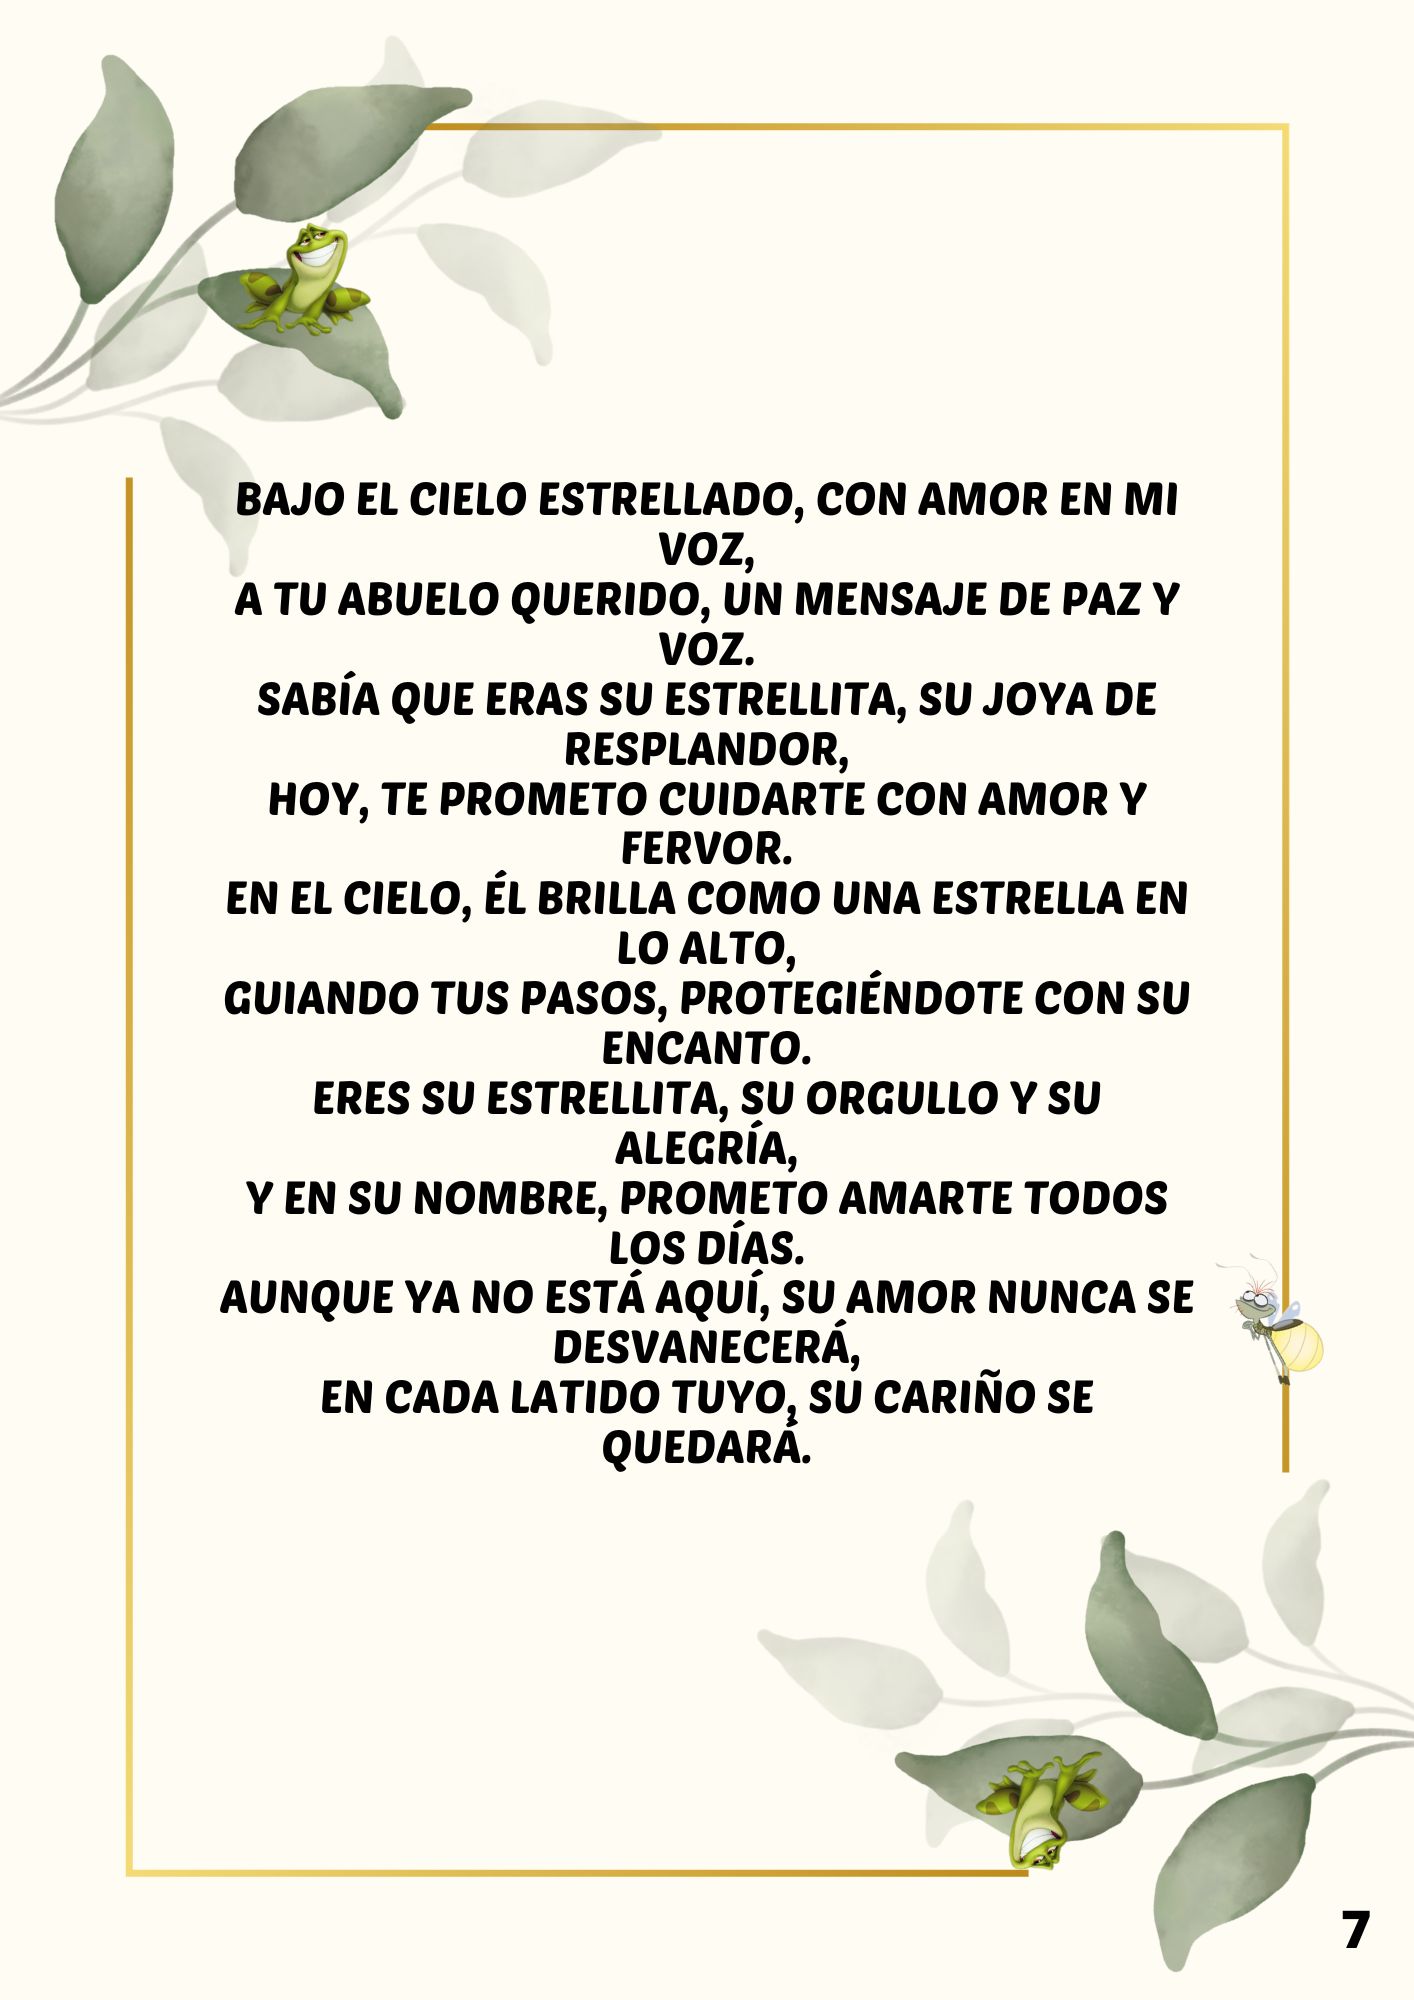 BAJO EL CIELO ESTRELLADO, CON AMOR EN MI
VOZ,
A TU ABUELO QUERIDO, UN MENSAJE DE PAZ Y
VOZ.
SABÍA QUE ERAS SU ESTRELLITA, SU JOYA DE
RESPLANDOR,
HOY, TE PROMETO CUIDARTE CON AMOR Y
FERVOR.
EN EL CIELO, ÉL BRILLA COMO UNA ESTRELLA EN
LO ALTO,
GUIANDO TUS PASOS, PROTEGIÉNDOTE CON SU
ENCANTO.
ERES SU ESTRELLITA, SU ORGULLO Y SU
ALEGRÍA,
Y EN SU NOMBRE, PROMETO AMARTE TODOS
LOS DÍAS.
AUNQUE YA NO ESTÁ AQUÍ, SU AMOR NUNCA SE
DESVANECERÁ,
EN CADA LATIDO TUYO, SU CARIÑO SE
QUEDARÁ.
7